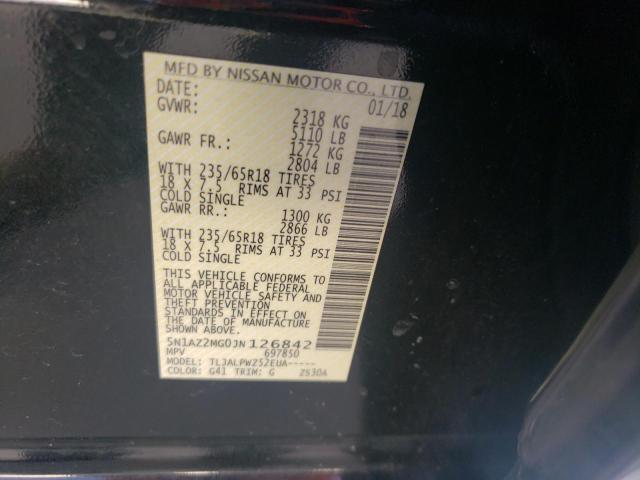 MFD BY NISSAN MOTOR CO., LTD.
DATE: 01/18
GVWR: 2318 KG
5110 LB
GAWR FR.: 1272 KG
2804 LB
WITH 235/65R18 TIRES
18 X 7.5 RIMS AT 33 PSI
COLD SINGLE
GAWR RR.: 1300 KG
2866 LB
WITH 235/65R18 TIRES
18 X 7.5 RIMS AT 33 PSI
COLD SINGLE
THIS VEHICLE CONFORMS TO
ALL APPLICABLE FEDERAL
MOTOR VEHICLE SAFETY AND
THEFT PREVENTION
STANDARDS IN EFFECT ON
THE DATE OF MANUFACTURE
SHOWN ABOVE.
5N1AZ2MG0JN126842
MPV 697850
MODEL: TLJALPWZ52EUA-----
COLOR: G41 TRIM: G ZS30A